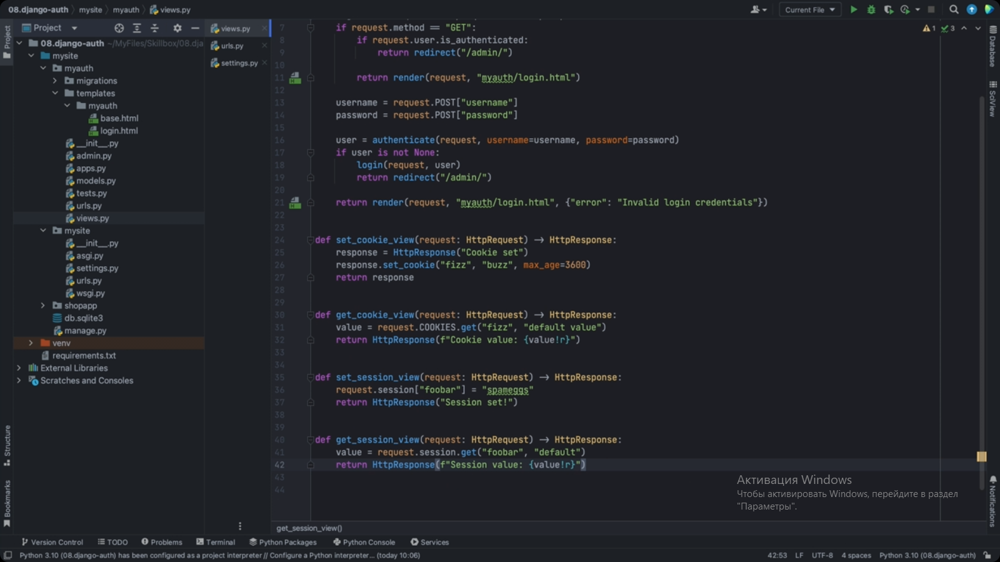 08.django-auth mysite myauth views.py
Current File
Project
views.py
urls.py
settings.py
08.django-auth ~/MyFiles/Skillbox/08.dja
mysite
myauth
migrations
templates
myauth
base.html
login.html
__init__.py
admin.py
apps.py
models.py
tests.py
urls.py
views.py
mysite
__init__.py
asgi.py
settings.py
urls.py
wsgi.py
shopapp
db.sqlite3
manage.py
venv
requirements.txt
External Libraries
Scratches and Consoles
Project
Structure
Bookmarks
1 3
7 if request.method == "GET":
8 if request.user.is_authenticated:
9 return redirect("/admin/")
10
11 return render(request, "myauth/login.html")
12
13 username = request.POST["username"]
14 password = request.POST["password"]
15
16 user = authenticate(request, username=username, password=password)
17 if user is not None:
18 login(request, user)
19 return redirect("/admin/")
20
21 return render(request, "myauth/login.html", {"error": "Invalid login credentials"})
22
23
24 def set_cookie_view(request: HttpRequest) -> HttpResponse:
25 response = HttpResponse("Cookie set")
26 response.set_cookie("fizz", "buzz", max_age=3600)
27 return response
28
29
30 def get_cookie_view(request: HttpRequest) -> HttpResponse:
31 value = request.COOKIES.get("fizz", "default value")
32 return HttpResponse(f"Cookie value: {value!r}")
33
34
35 def set_session_view(request: HttpRequest) -> HttpResponse:
36 request.session["foobar"] = "spameggs"
37 return HttpResponse("Session set!")
38
39
40 def get_session_view(request: HttpRequest) -> HttpResponse:
41 value = request.session.get("foobar", "default")
42 return HttpResponse(f"Session value: {value!r}")
43
44
Database
SciView
Notifications
Активация Windows
Чтобы активировать Windows, перейдите в раздел
"Параметры".
get_session_view()
Version Control TODO Problems Terminal Python Packages Python Console Services
Python 3.10 (08.django-auth) has been configured as a project interpreter // Configure a Python interpreter... (today 10:06)
42:53 LF UTF-8 4 spaces Python 3.10 (08.django-auth)